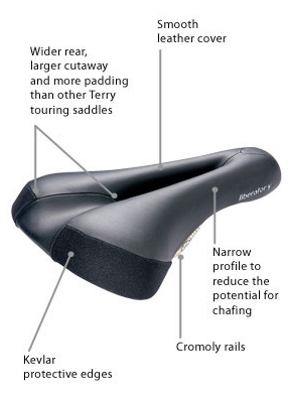 Smooth
leather cover
Wider rear,
larger cutaway
and more padding
than other Terry
touring saddles
liberator y
Narrow
profile to
reduce the
potential for
chafing
Cromoly rails
Kevlar
protective edges